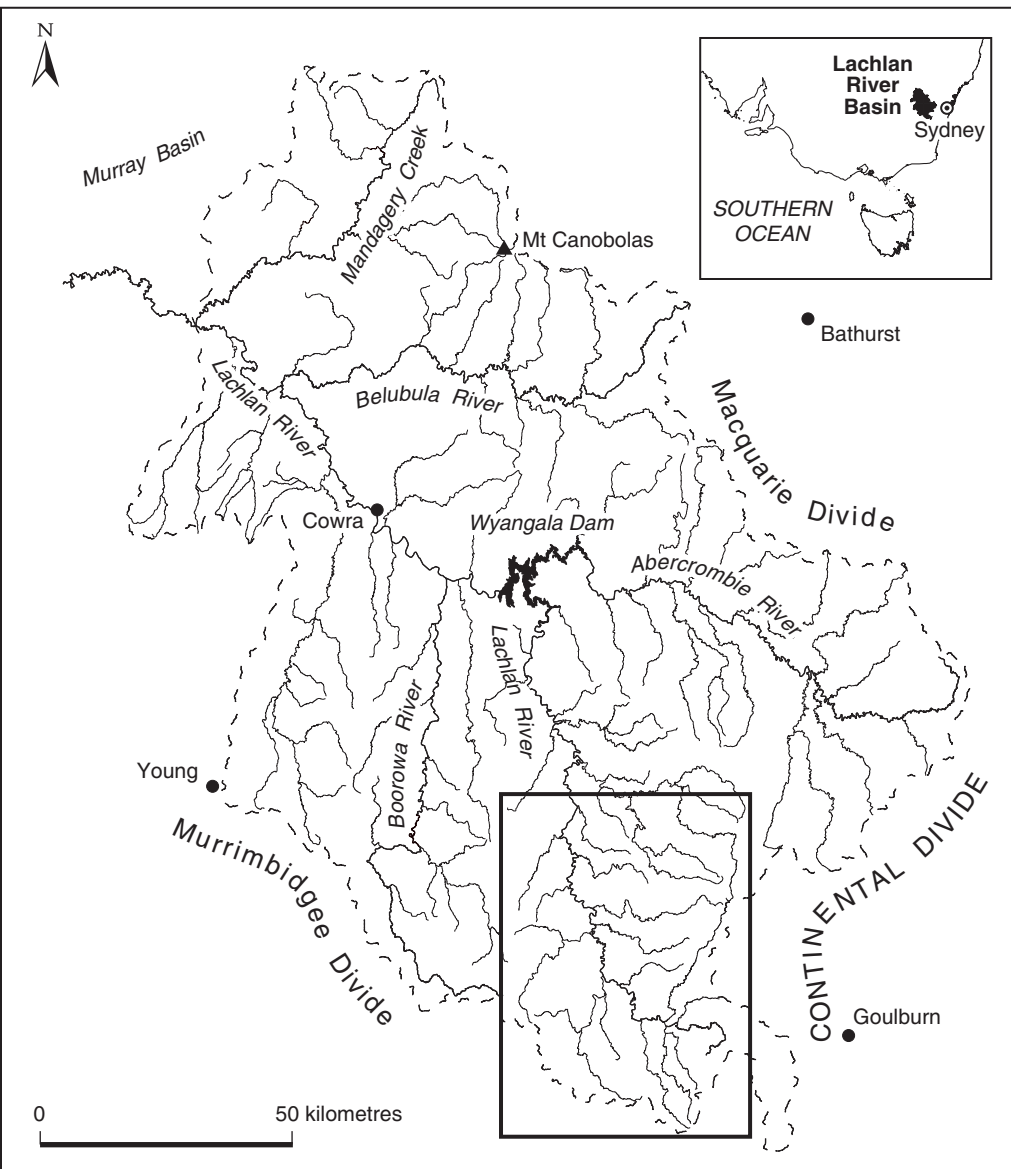 N
Lachlan
River
Basin
Sydney
SOUTHERN
OCEAN
Murray Basin
Mandagery Creek
Mt Canobolas
Bathurst
Lachlan River
Belubula River
Macquarie Divide
Cowra
Wyangala Dam
Abercrombie River
Lachlan River
Boorowa River
Young
Murrimbidgee Divide
CONTINENTAL DIVIDE
Goulburn
0
50 kilometres